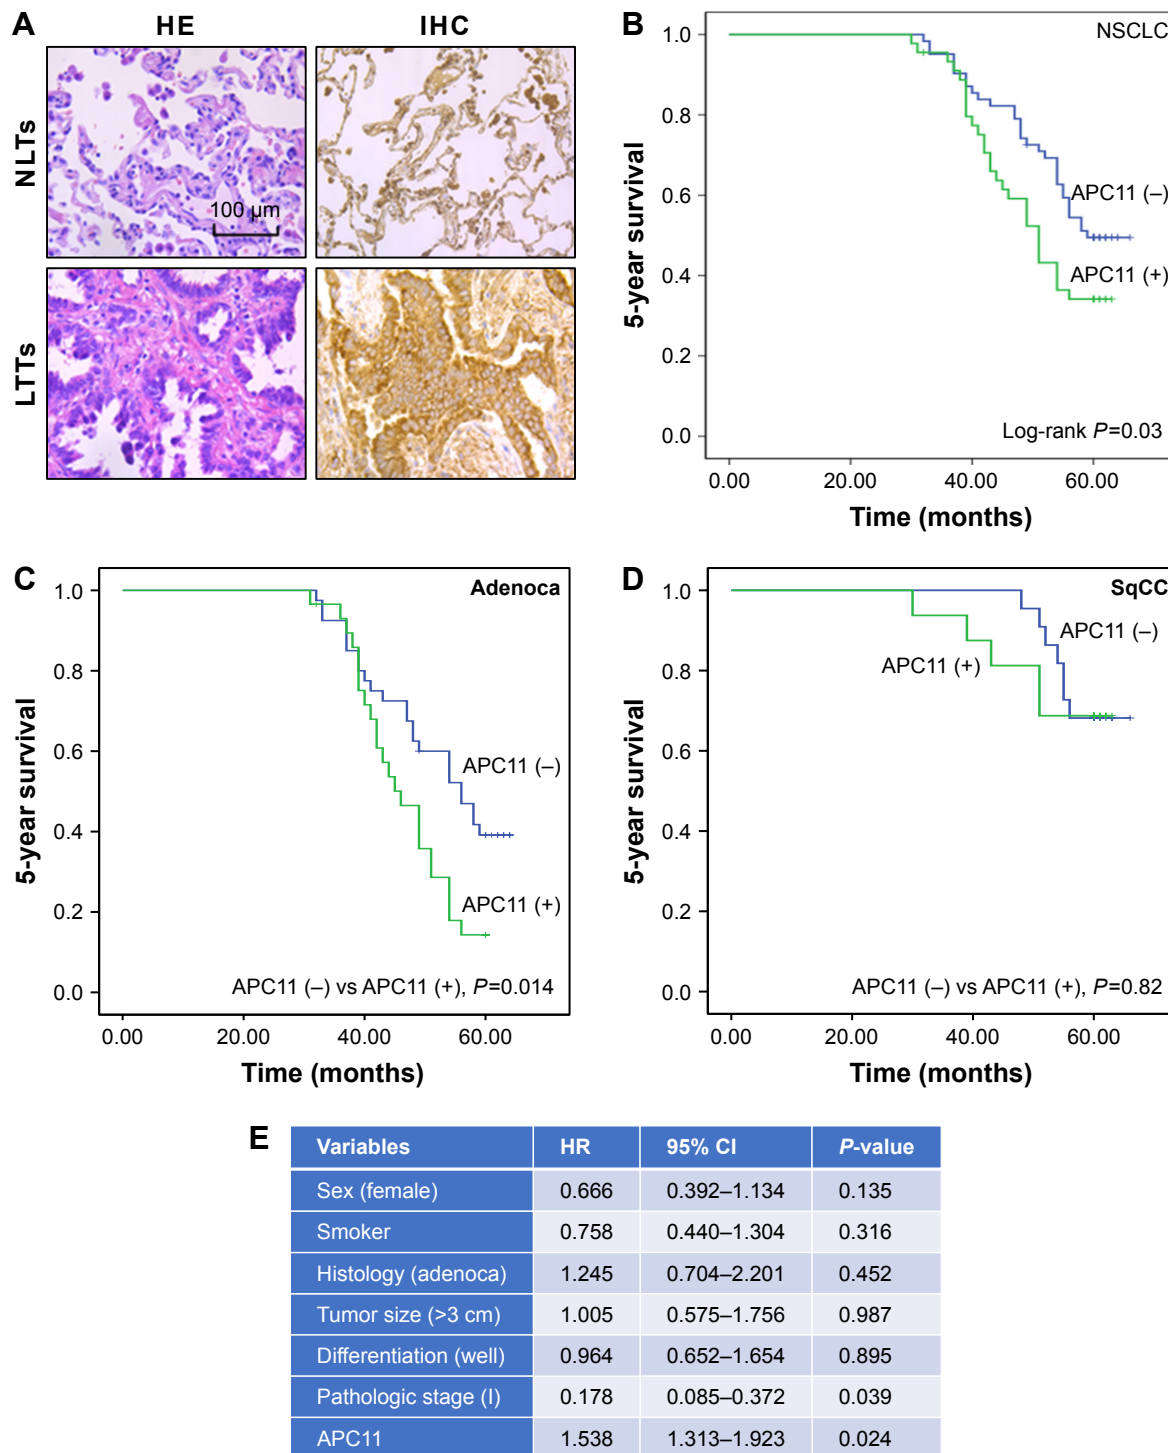 A
HE
IHC
NLTs
100 μm
LTTs
B
NSCLC
5-year survival
1.0
0.8
0.6
0.4
0.2
0.0
APC11 (–)
APC11 (+)
Log-rank P=0.03
0.00 20.00 40.00 60.00
Time (months)
C
Adenoca
5-year survival
1.0
0.8
0.6
0.4
0.2
0.0
APC11 (–)
APC11 (+)
APC11 (–) vs APC11 (+), P=0.014
0.00 20.00 40.00 60.00
Time (months)
D
SqCC
5-year survival
1.0
0.8
0.6
0.4
0.2
0.0
APC11 (–)
APC11 (+)
APC11 (–) vs APC11 (+), P=0.82
0.00 20.00 40.00 60.00
Time (months)
E
Variables HR 95% CI P-value
Sex (female) 0.666 0.392–1.134 0.135
Smoker 0.758 0.440–1.304 0.316
Histology (adenoca) 1.245 0.704–2.201 0.452
Tumor size (>3 cm) 1.005 0.575–1.756 0.987
Differentiation (well) 0.964 0.652–1.654 0.895
Pathologic stage (I) 0.178 0.085–0.372 0.039
APC11 1.538 1.313–1.923 0.024